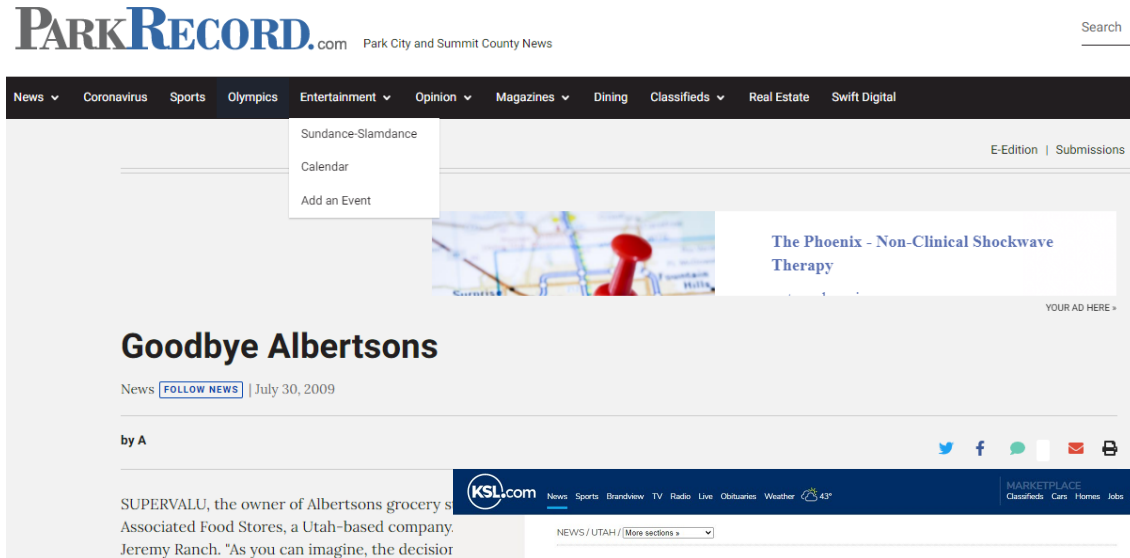 PARKRECORD.com Park City and Summit County News
Search
News Coronavirus Sports Olympics Entertainment Opinion Magazines Dining Classifieds Real Estate Swift Digital
Sundance-Slamdance
Calendar
Add an Event
E-Edition | Submissions
The Phoenix - Non-Clinical Shockwave
Therapy
Fountain
Hills
YOUR AD HERE »
Goodbye Albertsons
News FOLLOW NEWS | July 30, 2009
by A
SUPERVALU, the owner of Albertsons grocery s
Associated Food Stores, a Utah-based company.
Jeremy Ranch. "As you can imagine, the decision
KSL.com News Sports Brandview TV Radio Live Obituaries Weather 43°
MARKETPLACE
Classifieds Cars Homes Jobs
NEWS / UTAH / More sections »